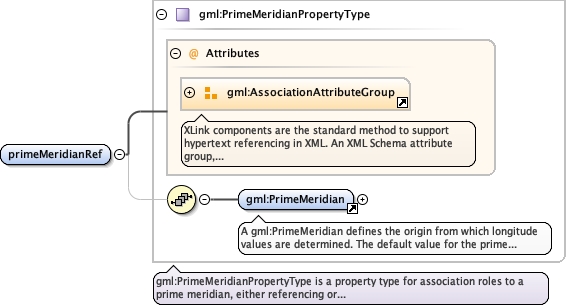 gml:PrimeMeridianPropertyType
@ Attributes
gml:AssociationAttributeGroup
XLink components are the standard method to support
hypertext referencing in XML. An XML Schema attribute
group,...
primeMeridianRef
gml:PrimeMeridian
A gml:PrimeMeridian defines the origin from which longitude
values are determined. The default value for the prime...
gml:PrimeMeridianPropertyType is a property type for association roles to a
prime meridian, either referencing or...